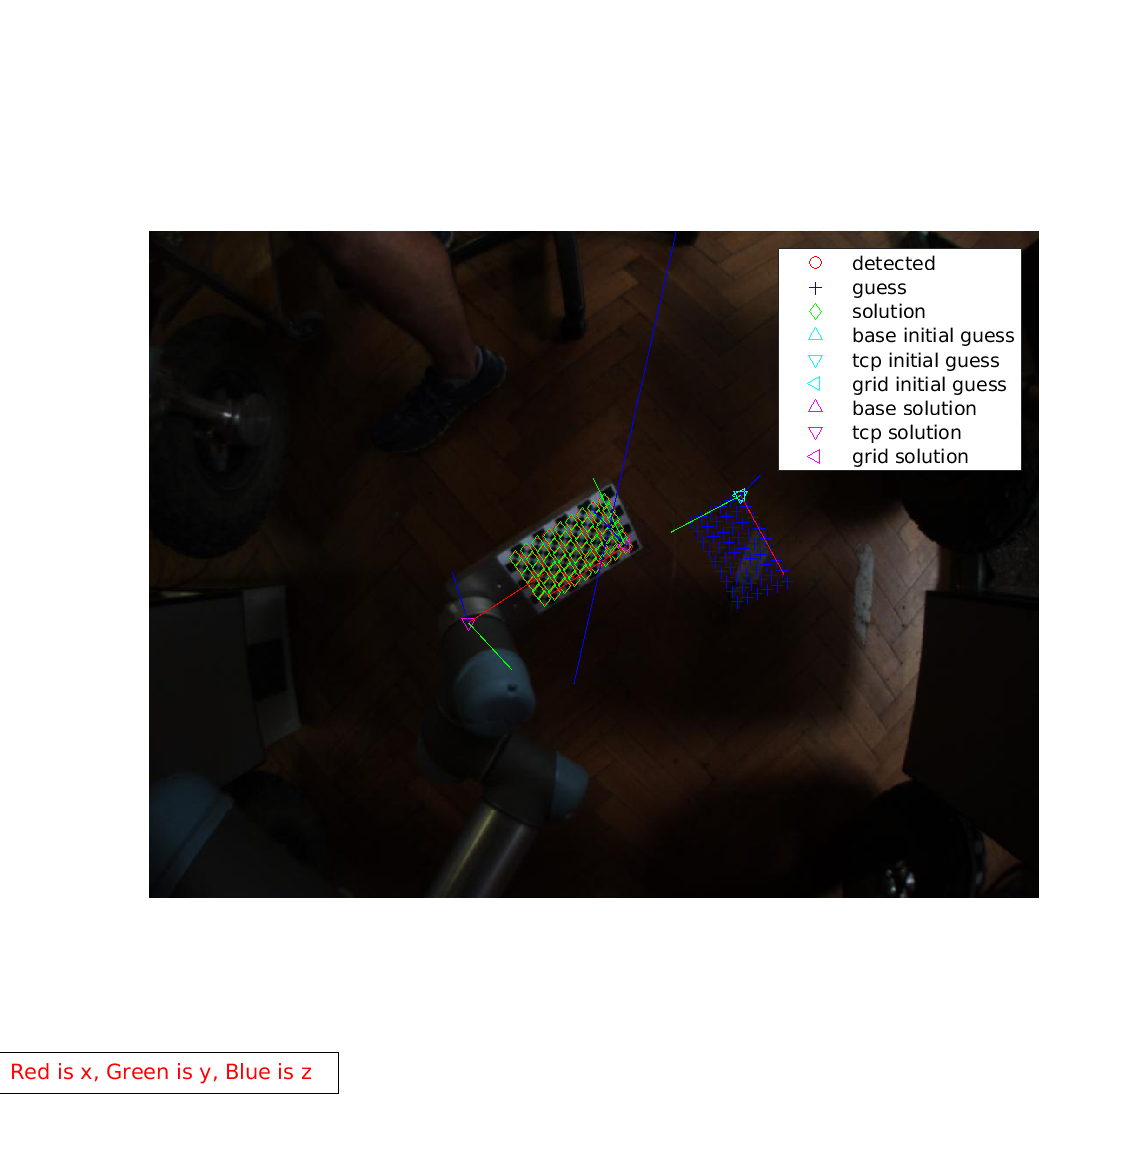 detected
guess
solution
base initial guess
tcp initial guess
grid initial guess
base solution
tcp solution
grid solution
Red is x, Green is y, Blue is z